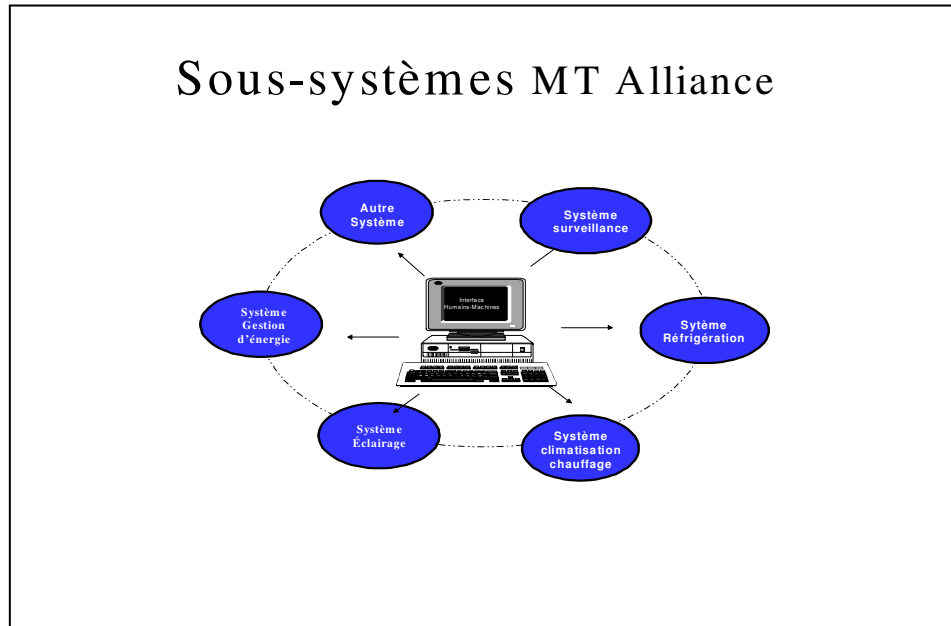 Sous-systèmes MT Alliance
Autre
Système
Système
surveillance
Interface
Humains-Machines
Système
Gestion
d'énergie
Sytème
Réfrigération
Système
Éclairage
Système
climatisation
chauffage